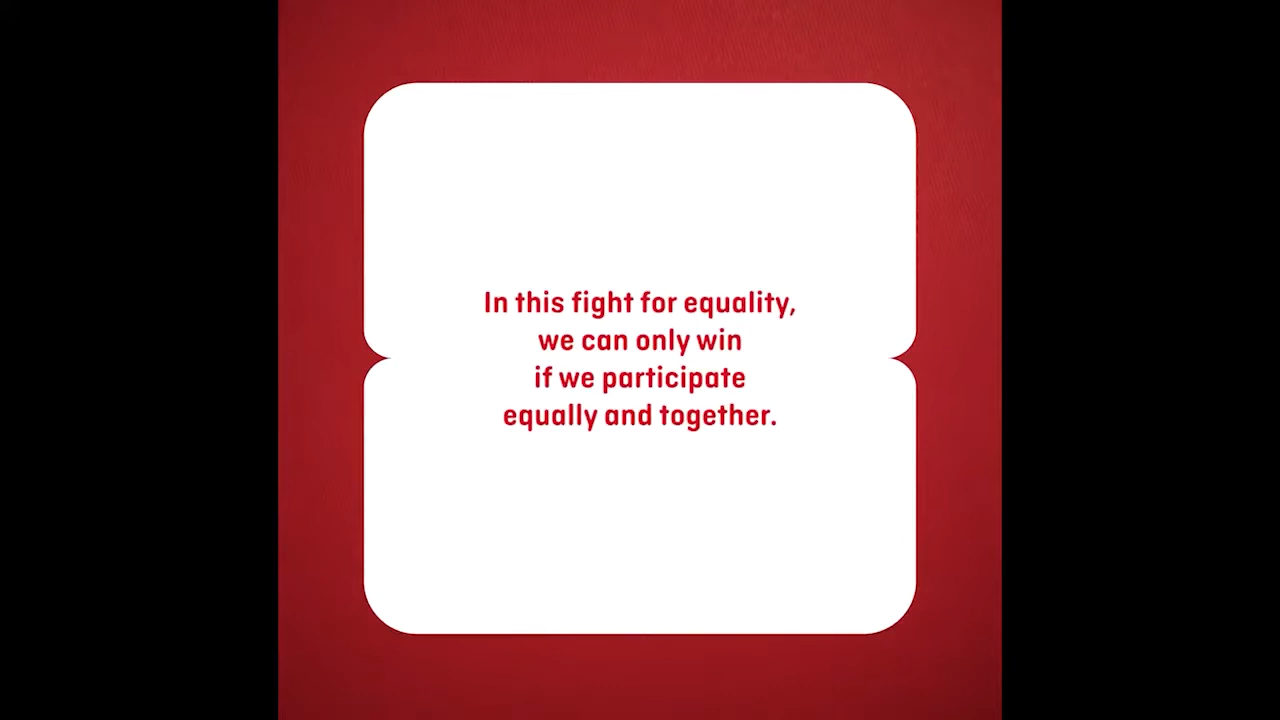 In this fight for equality,
we can only win
if we participate
equally and together.